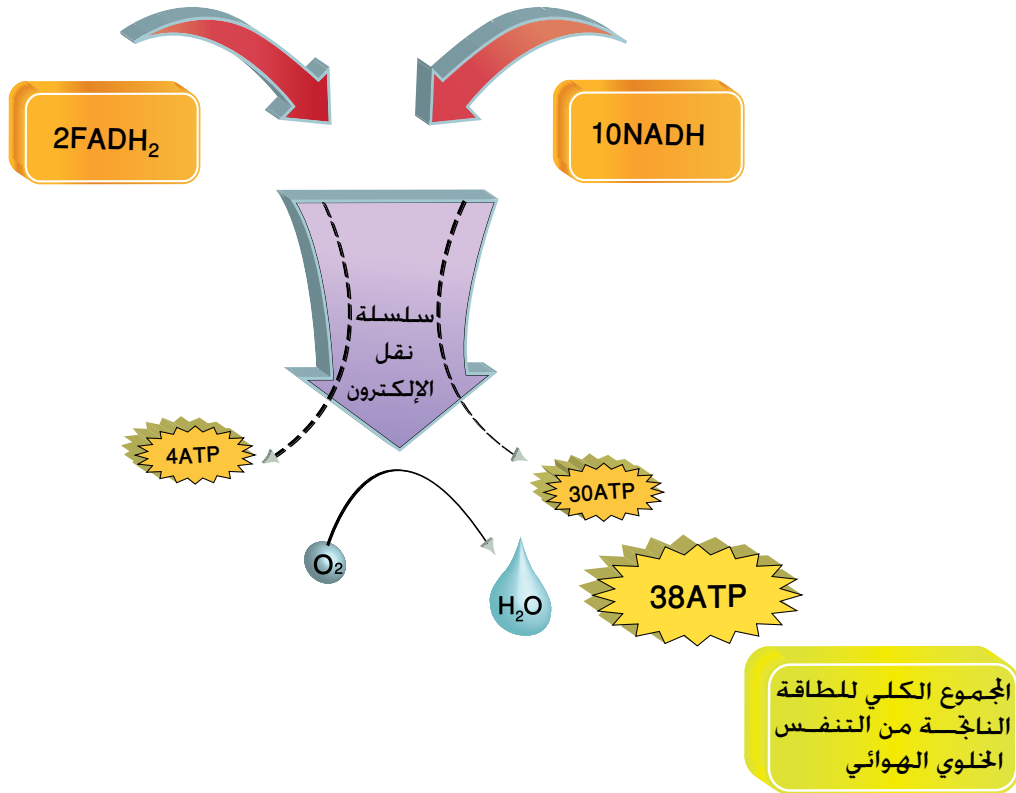 2FADH₂
10NADH
سلسلة
نقل
الإلكترون
4ATP
30ATP
O₂
H₂O
38ATP
المجموع الكلي للطاقة
الناتجة من التنفس
الخلوي الهوائي